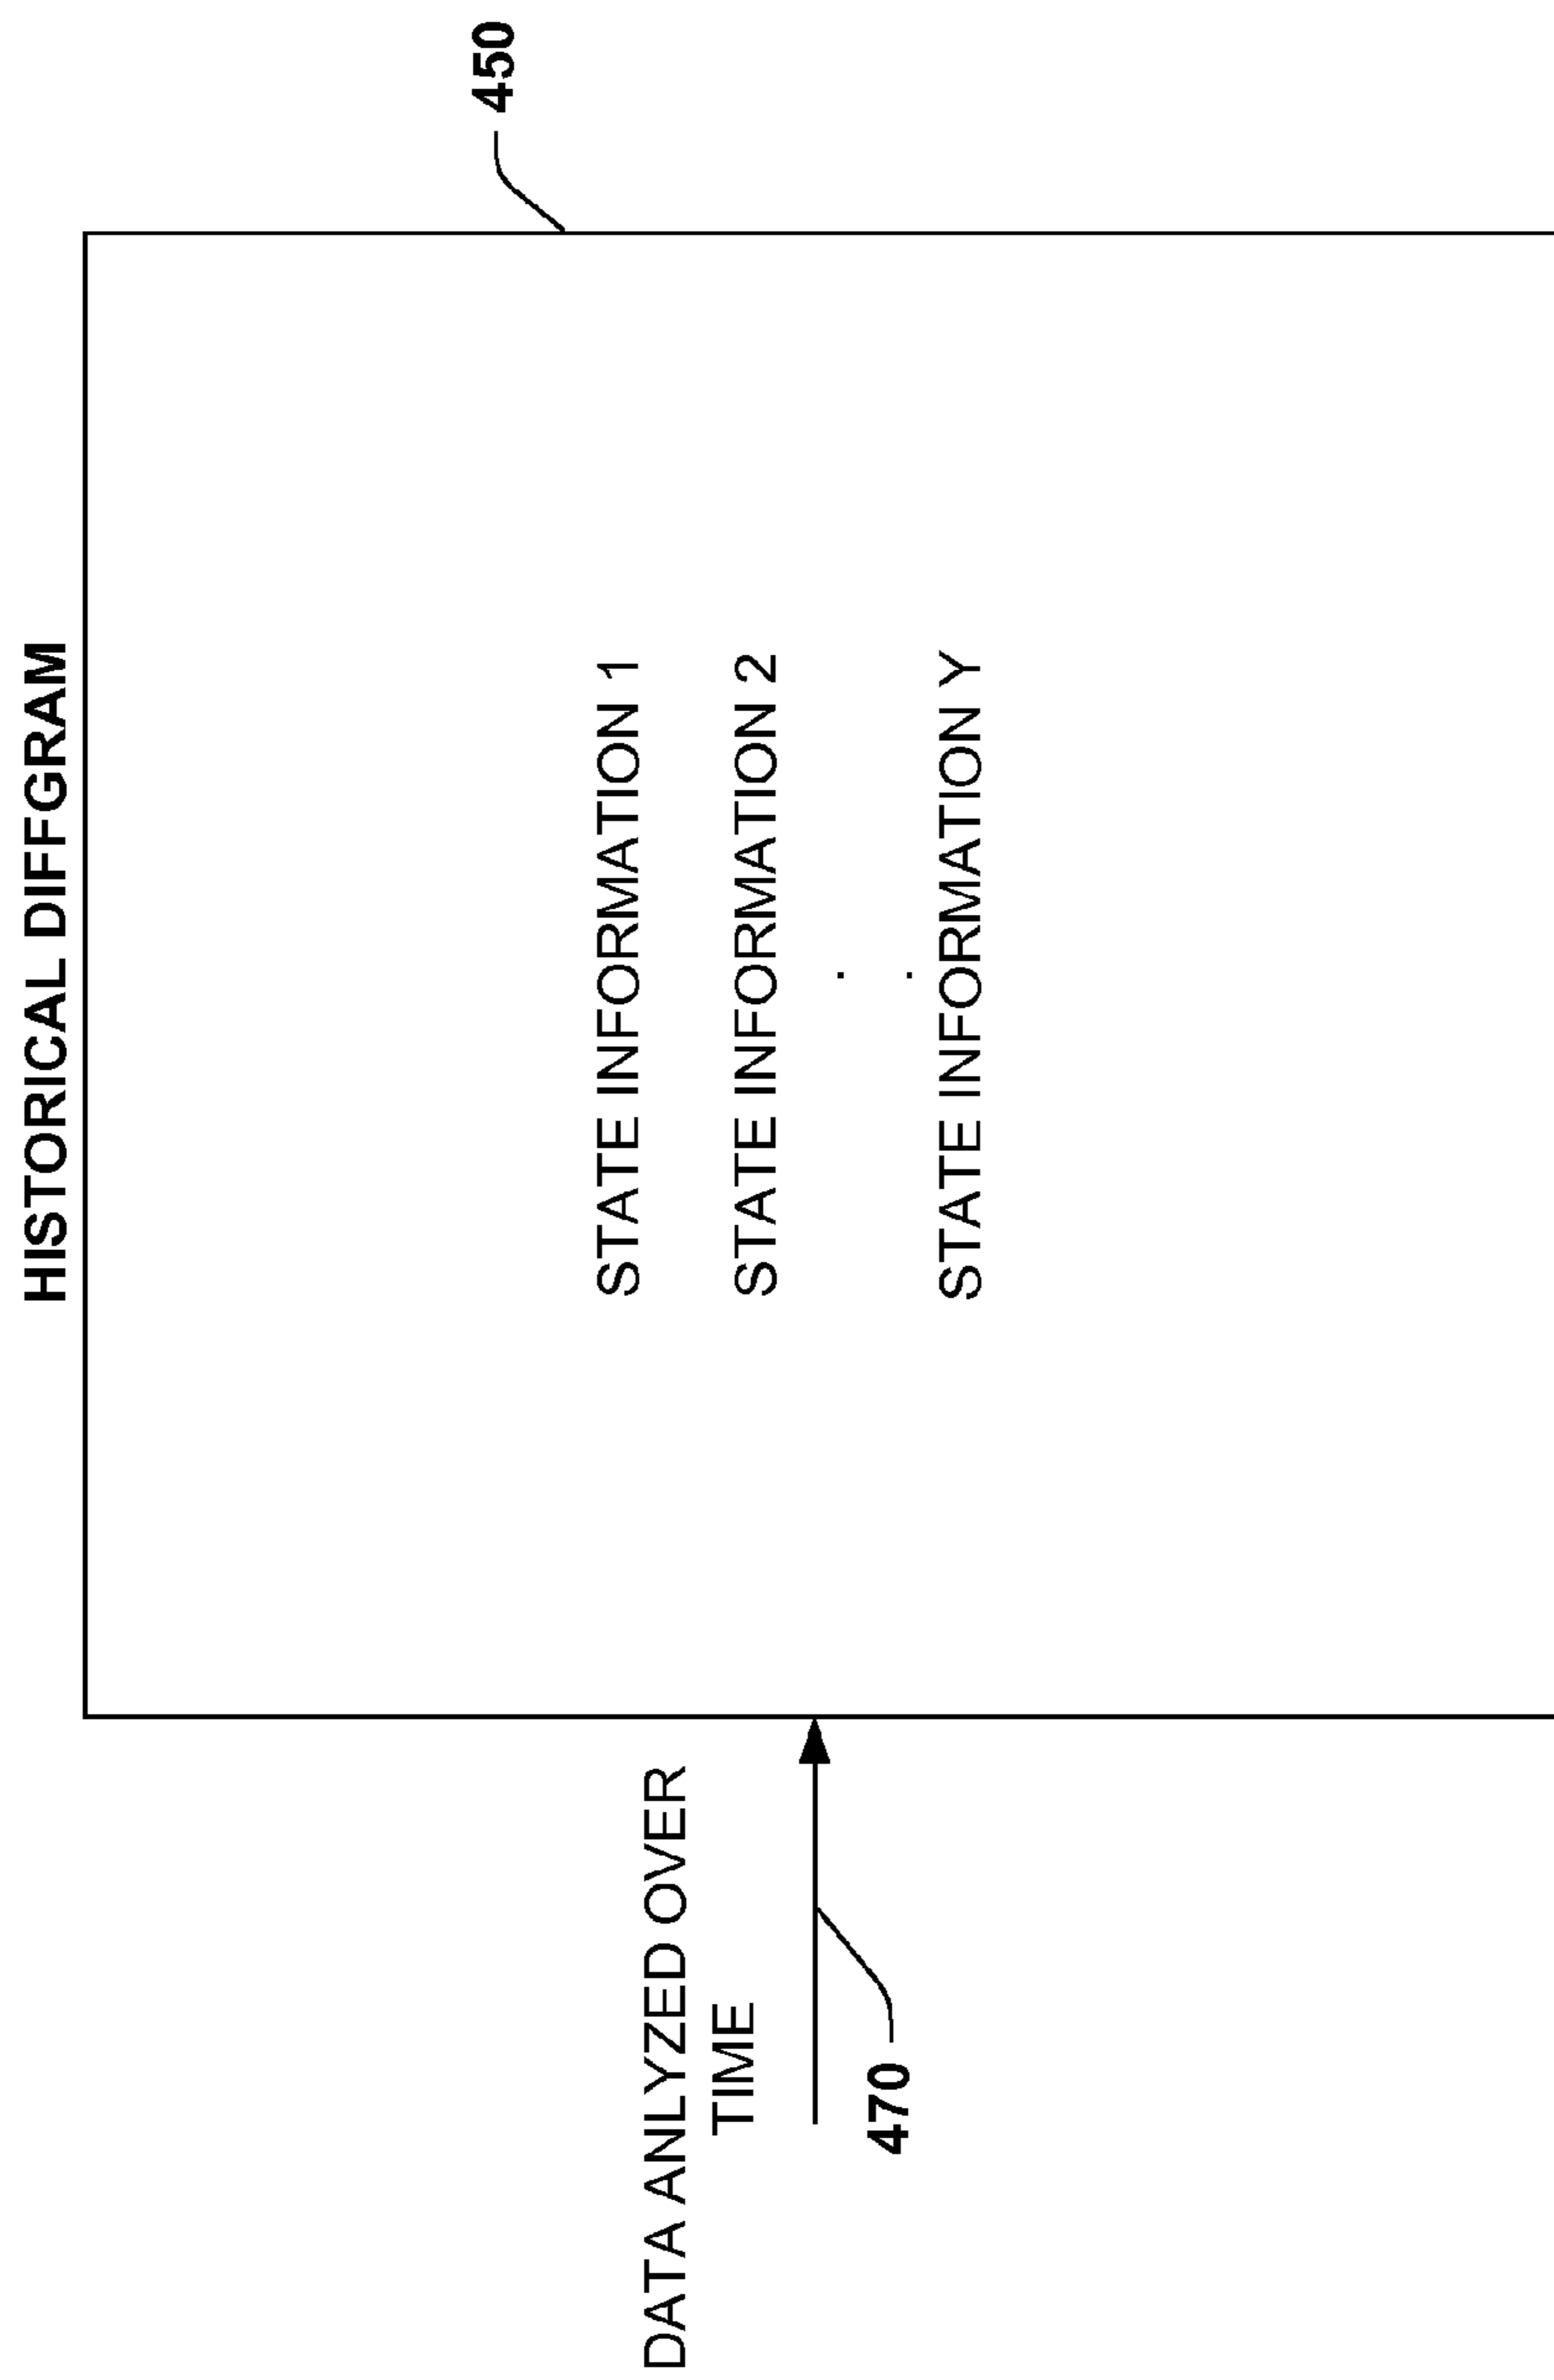 HISTORICAL DIFFGRAM
450
STATE INFORMATION 1
STATE INFORMATION 2
.
.
STATE INFORMATION Y
DATA ANLYZED OVER
TIME
470